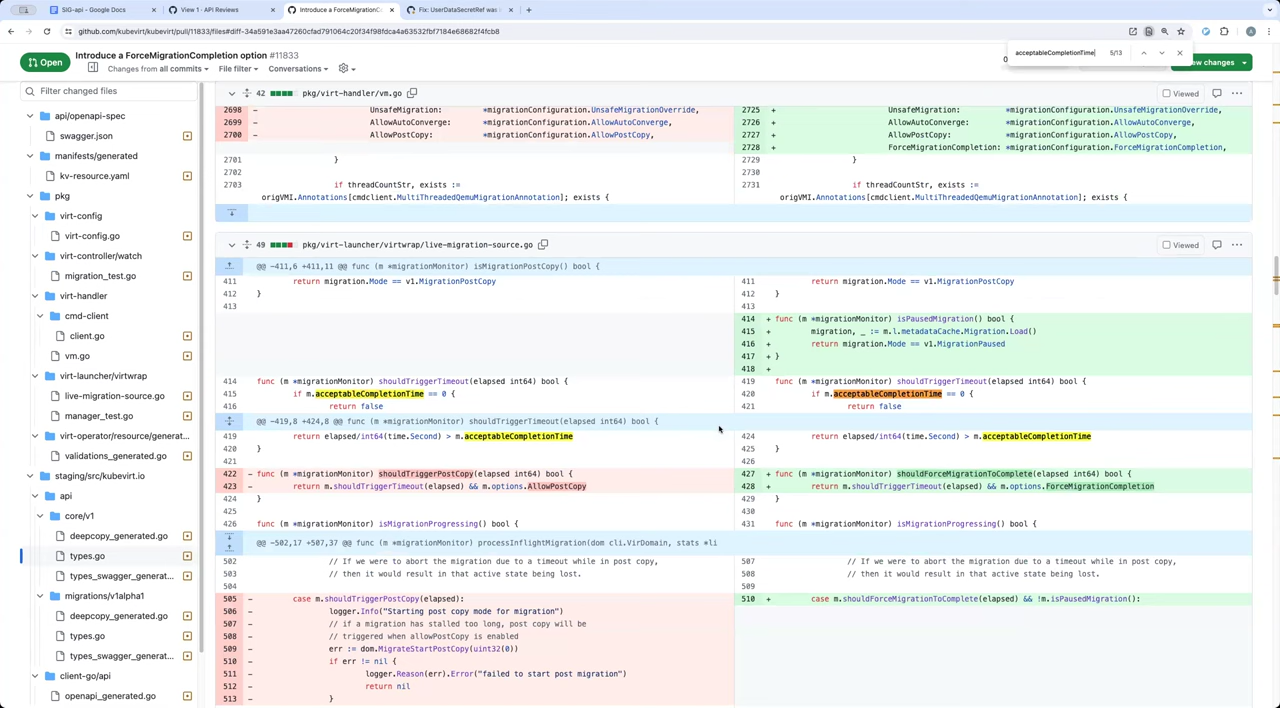 SIG-api - Google Docs
View 1 · API Reviews
Introduce a ForceMigrationC
Fix: UserDataSecretRef was
github.com/kubevirt/kubevirt/pull/11833/files#diff-34a591e3aa47260cfad791064c20f34f98fdca4a63532fbf7184e68682f4fcb8
acceptableCompletionTime 5/13
Open
Introduce a ForceMigrationCompletion option #11833
Changes from all commits
File filter
Conversations
0
ew changes
Filter changed files
api/openapi-spec
swagger.json
manifests/generated
kv-resource.yaml
pkg
virt-config
virt-config.go
virt-controller/watch
migration_test.go
virt-handler
cmd-client
client.go
vm.go
virt-launcher/virtwrap
live-migration-source.go
manager_test.go
virt-operator/resource/generat...
validations_generated.go
staging/src/kubevirt.io
api
core/v1
deepcopy_generated.go
types.go
types_swagger_generat...
migrations/v1alpha1
deepcopy_generated.go
types.go
types_swagger_generat...
client-go/api
openapi_generated.go
42 pkg/virt-handler/vm.go
Viewed
2698 - UnsafeMigration: *migrationConfiguration.UnsafeMigrationOverride,
2699 - AllowAutoConverge: *migrationConfiguration.AllowAutoConverge,
2700 - AllowPostCopy: *migrationConfiguration.AllowPostCopy,
2701 }
2702
2703 if threadCountStr, exists :=
origVMI.Annotations[cmdclient.MultiThreadedQemuMigrationAnnotation]; exists {
2725 + UnsafeMigration: *migrationConfiguration.UnsafeMigrationOverride,
2726 + AllowAutoConverge: *migrationConfiguration.AllowAutoConverge,
2727 + AllowPostCopy: *migrationConfiguration.AllowPostCopy,
2728 + ForceMigrationCompletion: *migrationConfiguration.ForceMigrationCompletion,
2729 }
2730
2731 if threadCountStr, exists :=
origVMI.Annotations[cmdclient.MultiThreadedQemuMigrationAnnotation]; exists {
49 pkg/virt-launcher/virtwrap/live-migration-source.go
Viewed
@@ -411,6 +411,11 @@ func (m *migrationMonitor) isMigrationPostCopy() bool {
411 return migration.Mode == v1.MigrationPostCopy
412 }
413
411 return migration.Mode == v1.MigrationPostCopy
412 }
413
414 + func (m *migrationMonitor) isPausedMigration() bool {
415 + migration, _ := m.l.metadataCache.Migration.Load()
416 + return migration.Mode == v1.MigrationPaused
417 + }
418 +
414 func (m *migrationMonitor) shouldTriggerTimeout(elapsed int64) bool {
415 if m.acceptableCompletionTime == 0 {
416 return false
419 func (m *migrationMonitor) shouldTriggerTimeout(elapsed int64) bool {
420 if m.acceptableCompletionTime == 0 {
421 return false
@@ -419,8 +424,8 @@ func (m *migrationMonitor) shouldTriggerTimeout(elapsed int64) bool {
419 return elapsed/int64(time.Second) > m.acceptableCompletionTime
420 }
421
422 - func (m *migrationMonitor) shouldTriggerPostCopy(elapsed int64) bool {
423 - return m.shouldTriggerTimeout(elapsed) && m.options.AllowPostCopy
424 }
425
426 func (m *migrationMonitor) isMigrationProgressing() bool {
424 return elapsed/int64(time.Second) > m.acceptableCompletionTime
425 }
426
427 + func (m *migrationMonitor) shouldForceMigrationToComplete(elapsed int64) bool {
428 + return m.shouldTriggerTimeout(elapsed) && m.options.ForceMigrationCompletion
429 }
430
431 func (m *migrationMonitor) isMigrationProgressing() bool {
@@ -502,17 +507,37 @@ func (m *migrationMonitor) processInflightMigration(dom cli.VirDomain, stats *li
502 // If we were to abort the migration due to a timeout while in post copy,
503 // then it would result in that active state being lost.
504
505 - case m.shouldTriggerPostCopy(elapsed):
506 - logger.Info("Starting post copy mode for migration")
507 - // if a migration has stalled too long, post copy will be
508 - // triggered when allowPostCopy is enabled
509 - err := dom.MigrateStartPostCopy(uint32(0))
510 - if err != nil {
511 - logger.Reason(err).Error("failed to start post migration")
512 - return nil
513 - }
507 // If we were to abort the migration due to a timeout while in post copy,
508 // then it would result in that active state being lost.
509
510 + case m.shouldForceMigrationToComplete(elapsed) && !m.isPausedMigration():